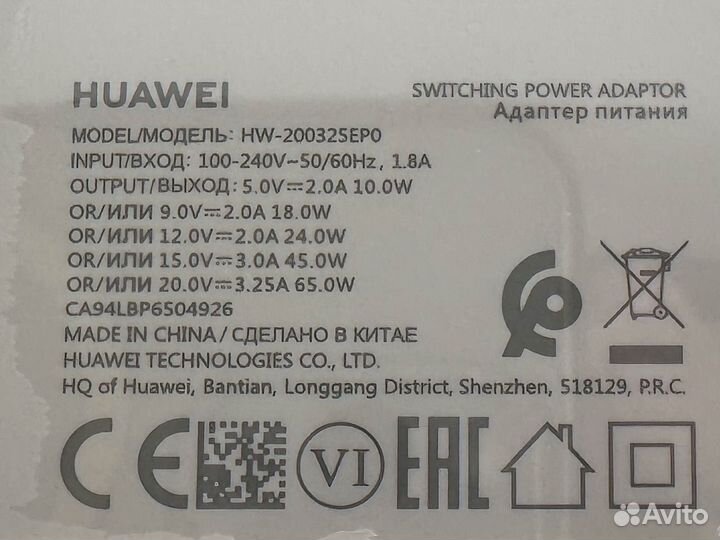 HUAWEI
SWITCHING POWER ADAPTOR
Адаптер питания
MODEL/МОДЕЛЬ: HW-200325EP0
INPUT/ВХОД: 100-240V~50/60Hz, 1.8A
OUTPUT/ВЫХОД: 5.0V⎓2.0A 10.0W
OR/ИЛИ 9.0V⎓2.0A 18.0W
OR/ИЛИ 12.0V⎓2.0A 24.0W
OR/ИЛИ 15.0V⎓3.0A 45.0W
OR/ИЛИ 20.0V⎓3.25A 65.0W
CA94LBP6504926
MADE IN CHINA / СДЕЛАНО В КИТАЕ
HUAWEI TECHNOLOGIES CO., LTD.
HQ of Huawei, Bantian, Longgang District, Shenzhen, 518129, P.R.C.
CE VI EAC
Avito